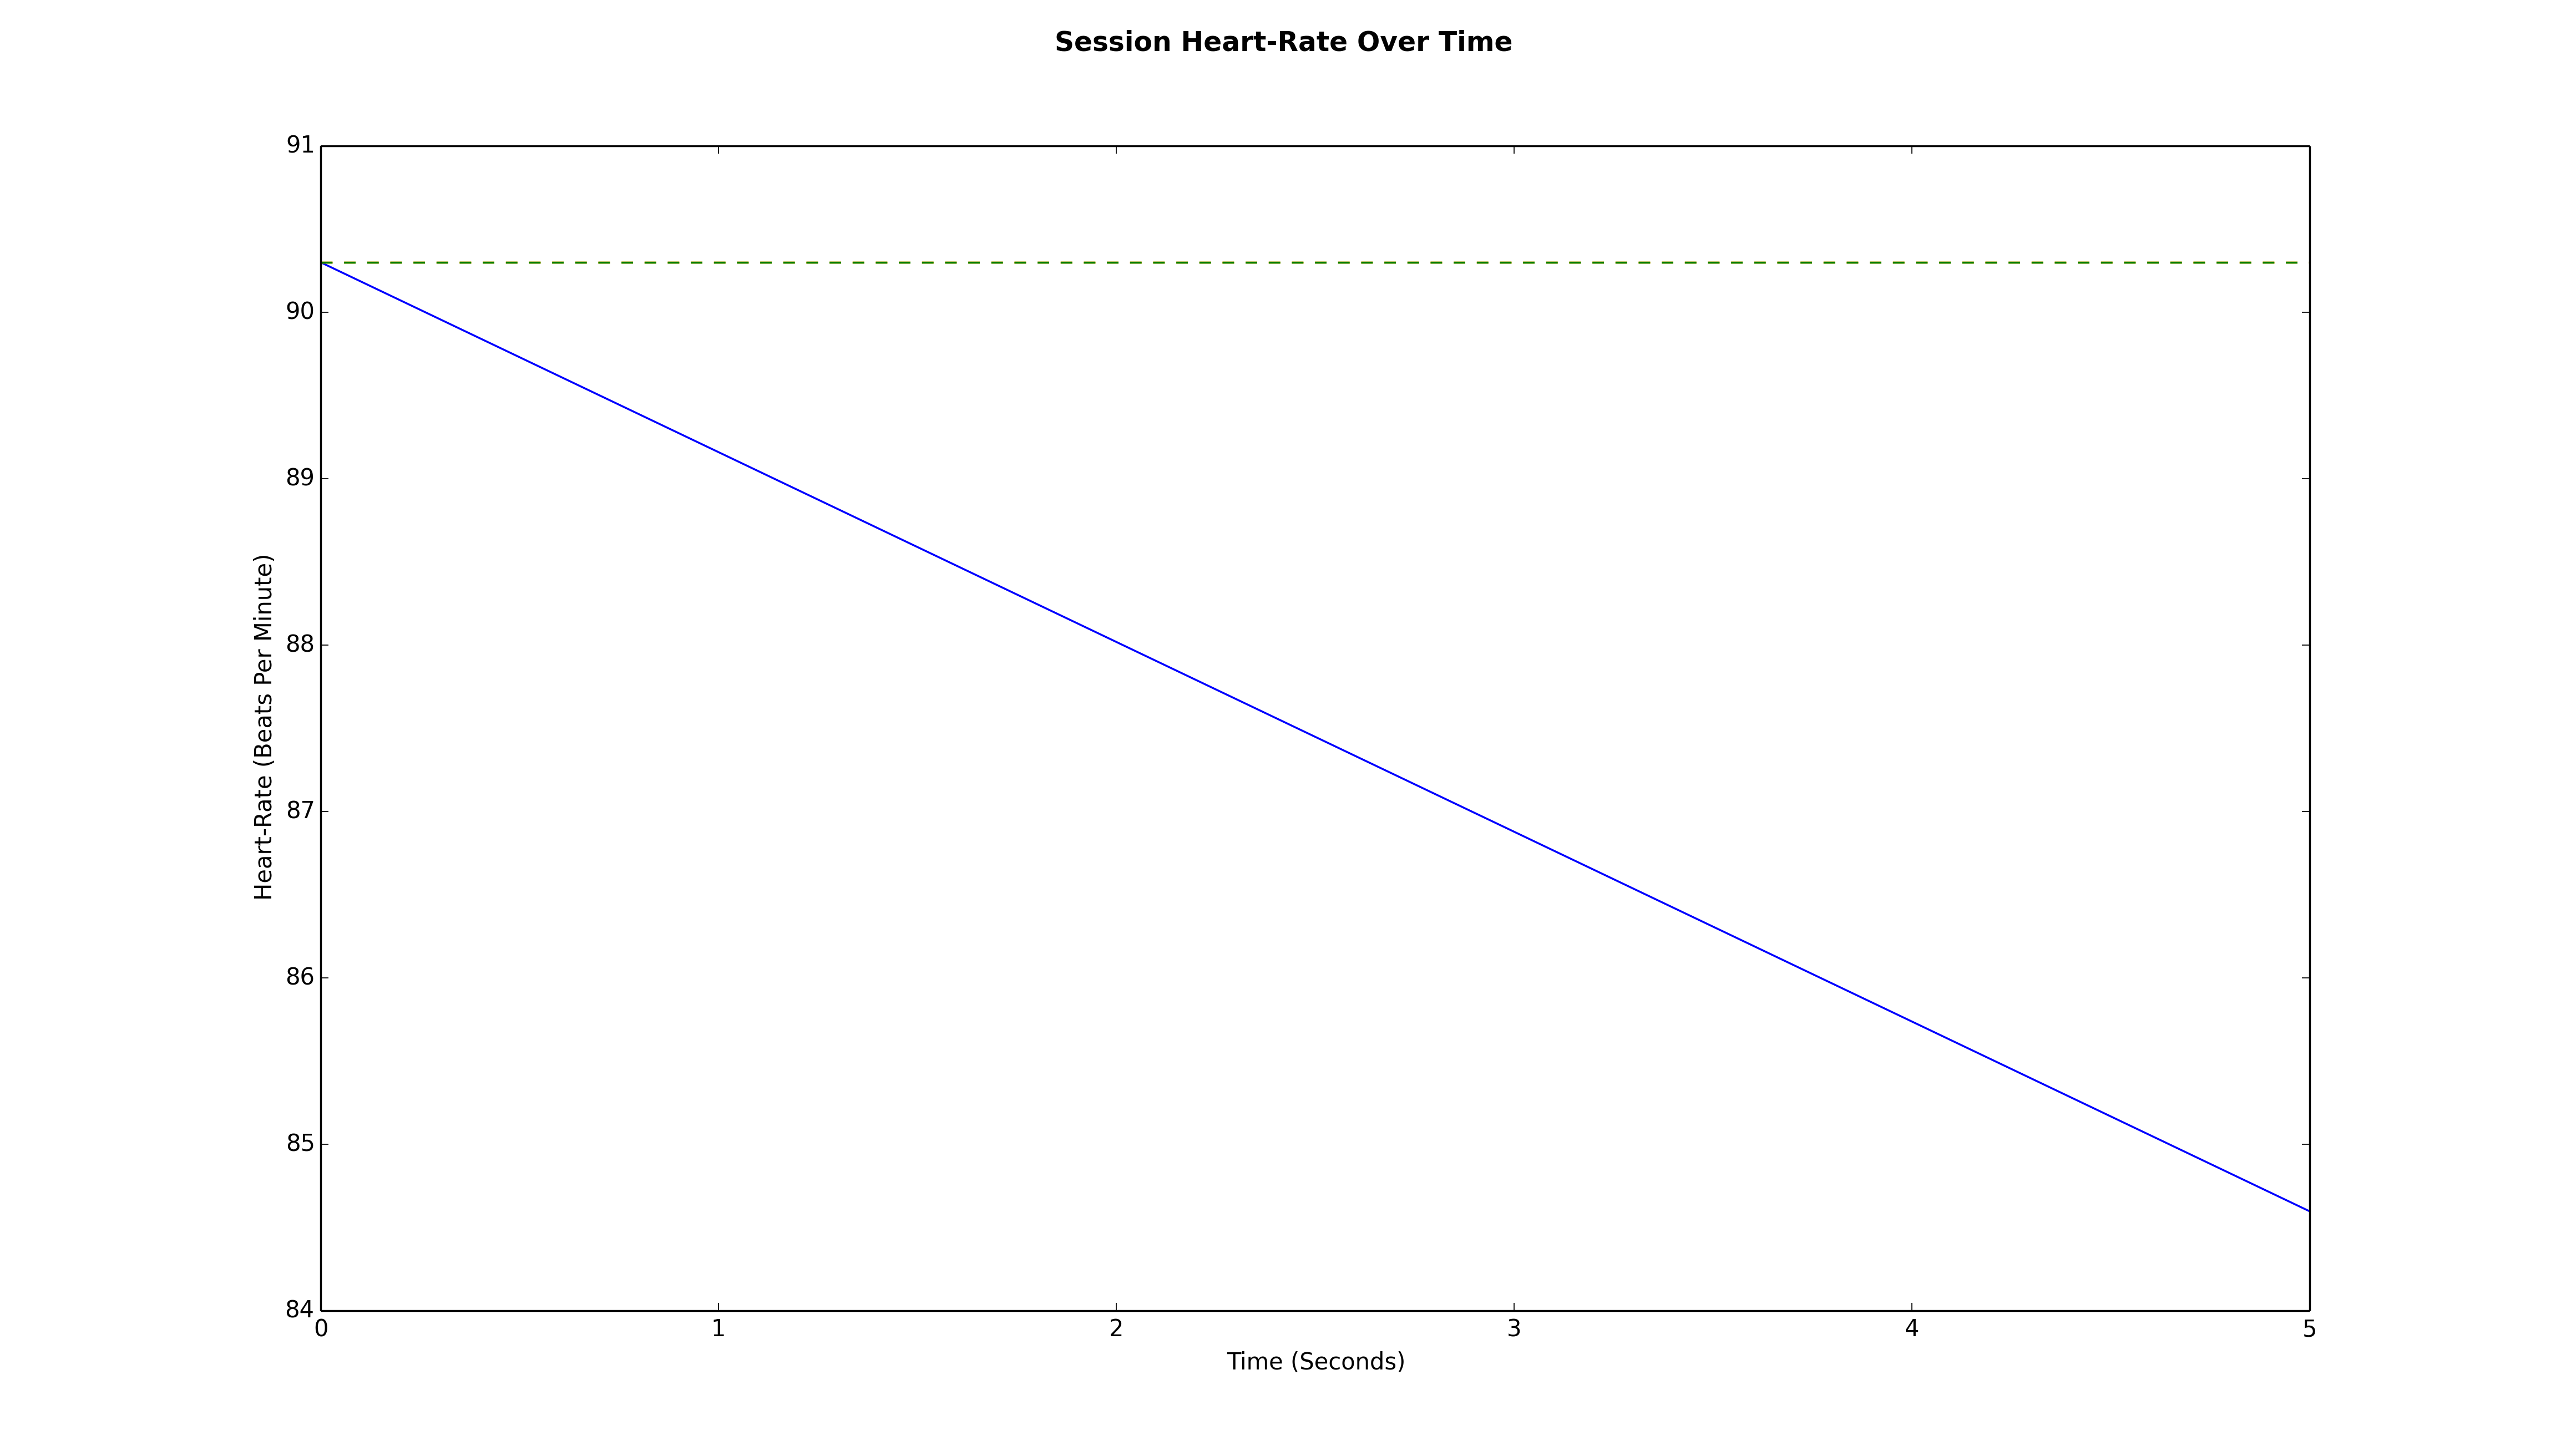 Session Heart-Rate Over Time
91
90
89
88
87
86
85
84
Heart-Rate (Beats Per Minute)
0 1 2 3 4 5
Time (Seconds)